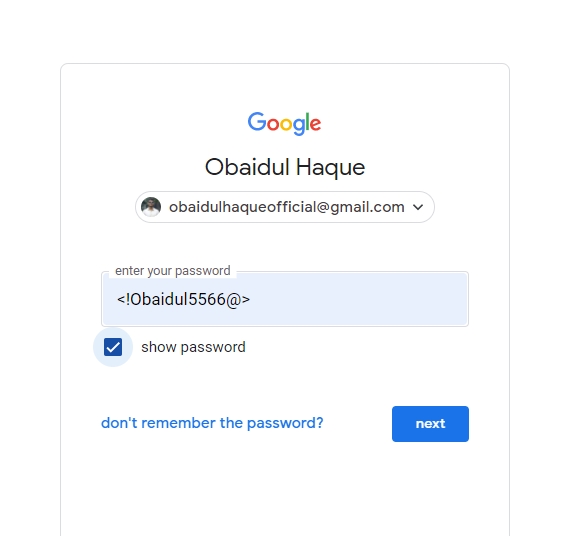 Google
Obaidul Haque
obaidulhaqueofficial@gmail.com
enter your password
<!Obaidul5566@>
show password
don't remember the password?
next